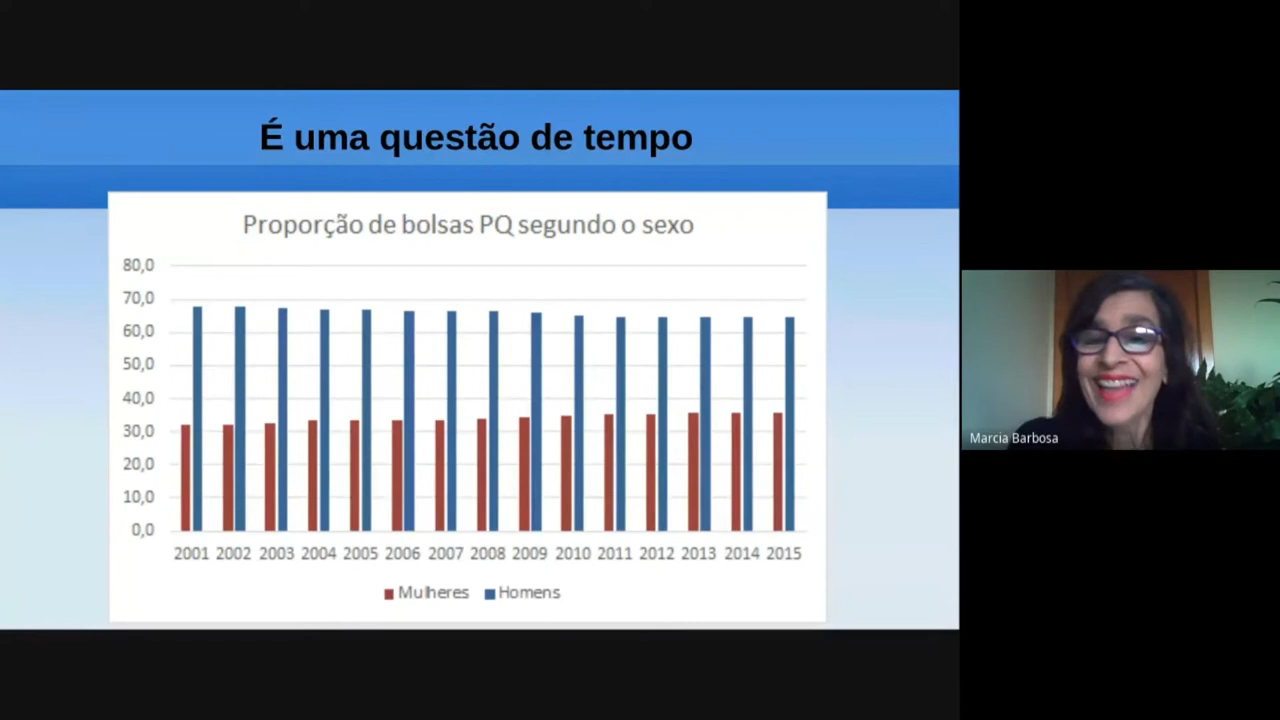 É uma questão de tempo
Proporção de bolsas PQ segundo o sexo
80,0
70,0
60,0
50,0
40,0
30,0
20,0
10,0
0,0
2001 2002 2003 2004 2005 2006 2007 2008 2009 2010 2011 2012 2013 2014 2015
Mulheres Homens
Marcia Barbosa